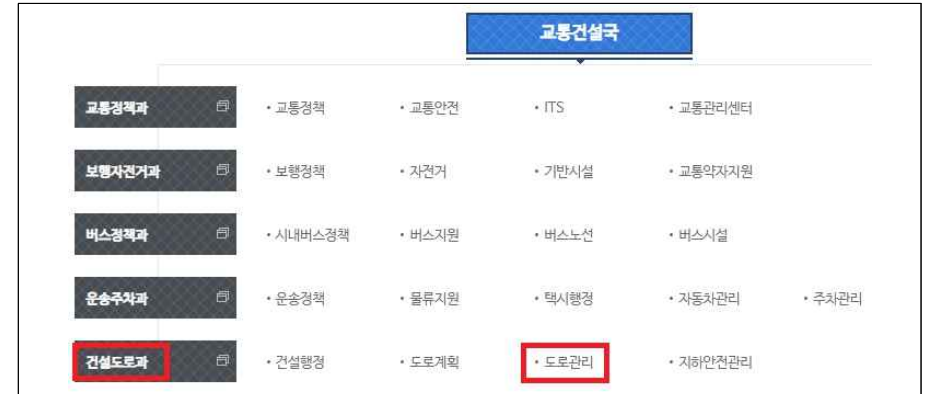 교통건설국
교통정책과 • 교통정책 • 교통안전 • ITS • 교통관리센터
보행자전거과 • 보행정책 • 자전거 • 기반시설 • 교통약자지원
버스정책과 • 시내버스정책 • 버스지원 • 버스노선 • 버스시설
운송주차과 • 운송정책 • 물류지원 • 택시행정 • 자동차관리 • 주차관리
건설도로과 • 건설행정 • 도로계획 • 도로관리 • 지하안전관리